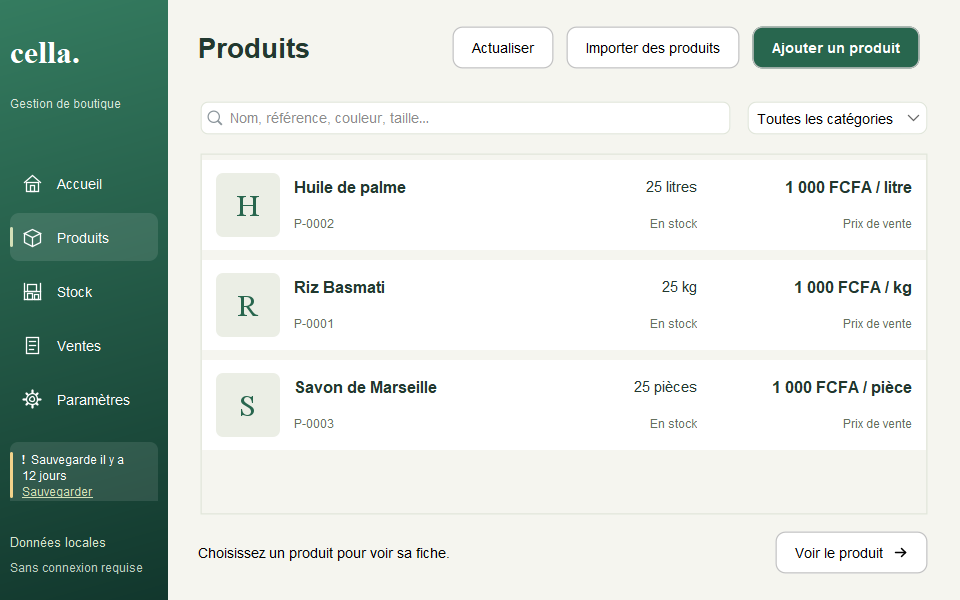 cella.
Gestion de boutique
Accueil
Produits
Stock
Ventes
Paramètres
! Sauvegarde il y a
12 jours
Sauvegarder
Données locales
Sans connexion requise
Produits
Actualiser
Importer des produits
Ajouter un produit
Nom, référence, couleur, taille...
Toutes les catégories
H
Huile de palme
25 litres
1 000 FCFA / litre
P-0002
En stock
Prix de vente
R
Riz Basmati
25 kg
1 000 FCFA / kg
P-0001
En stock
Prix de vente
S
Savon de Marseille
25 pièces
1 000 FCFA / pièce
P-0003
En stock
Prix de vente
Choisissez un produit pour voir sa fiche.
Voir le produit →